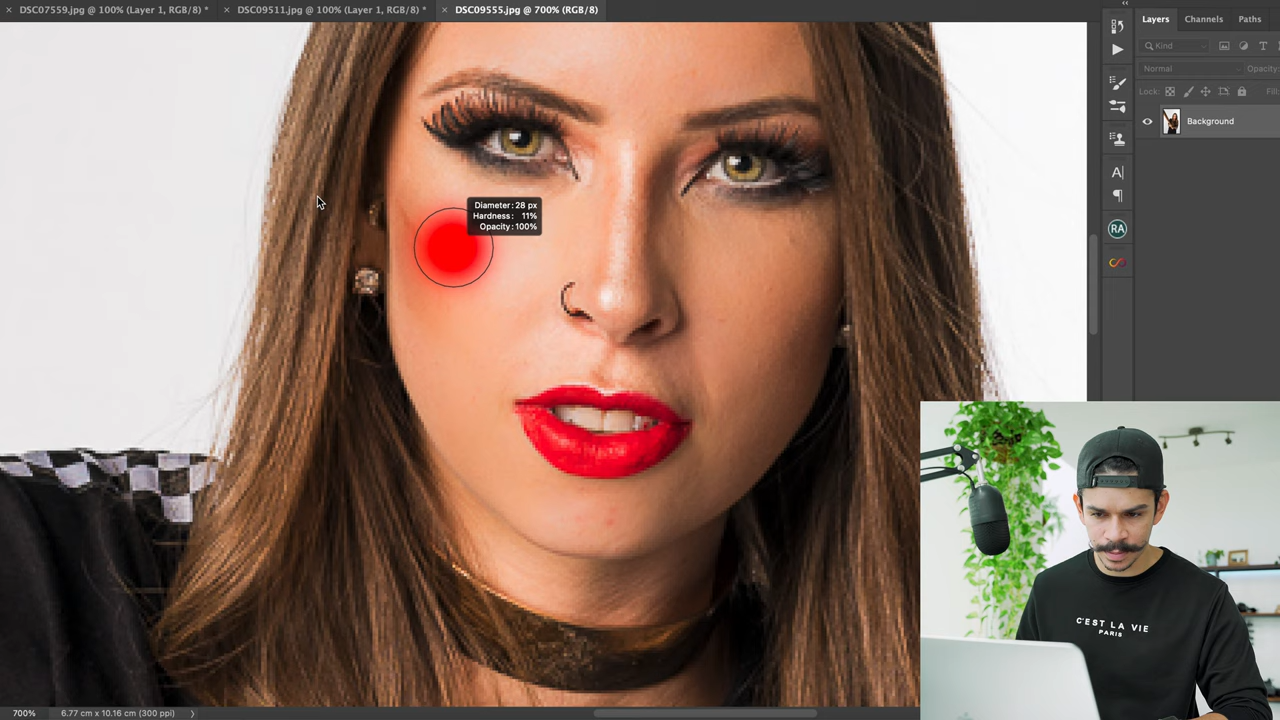 DSC07559.jpg @ 100% (Layer 1, RGB/8) *
DSC09511.jpg @ 100% (Layer 1, RGB/8) *
DSC09555.jpg @ 700% (RGB/8)
Layers
Channels
Paths
Kind
Normal
Opacity:
Lock:
Fill:
Background
Diameter: 28 px
Hardness: 11%
Opacity: 100%
A|
RA
C'EST LA VIE
PARIS
700%
6.77 cm x 10.16 cm (300 ppi)